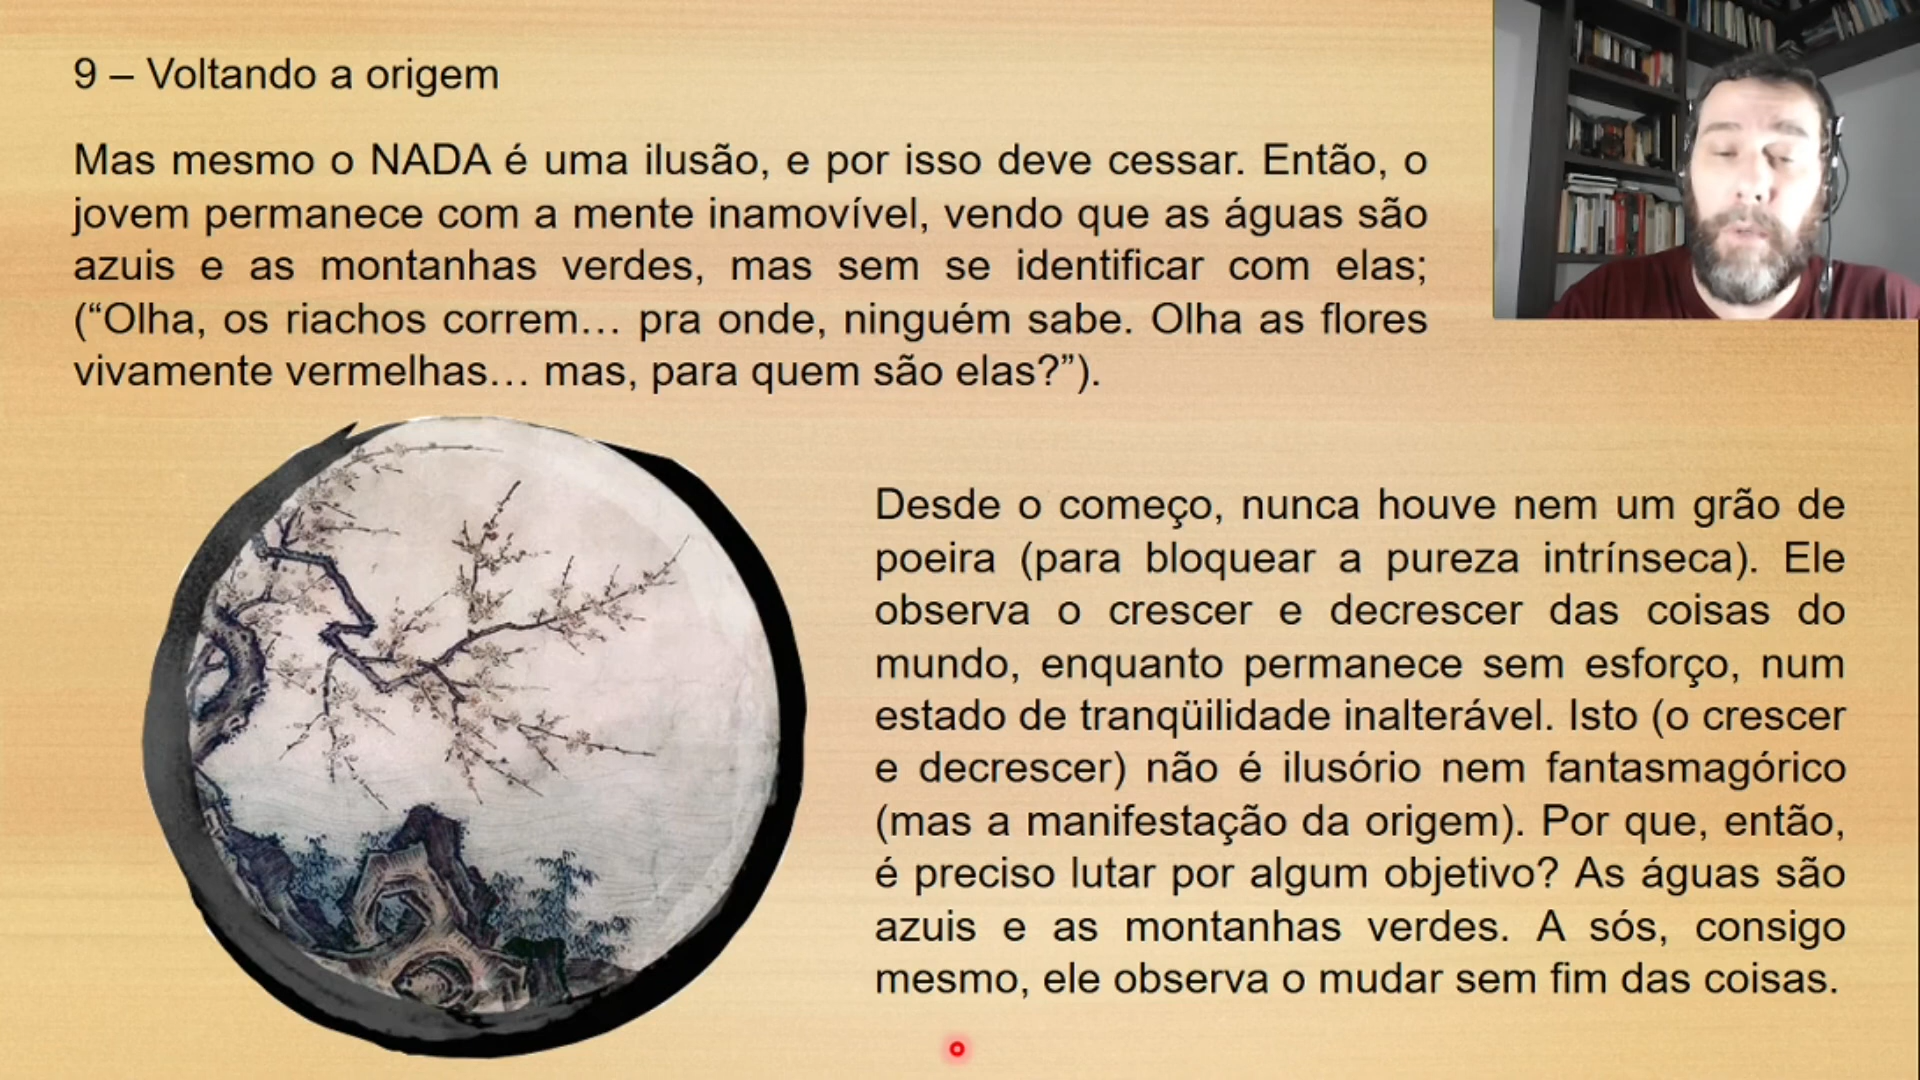 9 – Voltando a origem
Mas mesmo o NADA é uma ilusão, e por isso deve cessar. Então, o
jovem permanece com a mente inamovível, vendo que as águas são
azuis e as montanhas verdes, mas sem se identificar com elas;
(“Olha, os riachos correm… pra onde, ninguém sabe. Olha as flores
vivamente vermelhas… mas, para quem são elas?”).
Desde o começo, nunca houve nem um grão de
poeira (para bloquear a pureza intrínseca). Ele
observa o crescer e decrescer das coisas do
mundo, enquanto permanece sem esforço, num
estado de tranqüilidade inalterável. Isto (o crescer
e decrescer) não é ilusório nem fantasmagórico
(mas a manifestação da origem). Por que, então,
é preciso lutar por algum objetivo? As águas são
azuis e as montanhas verdes. A sós, consigo
mesmo, ele observa o mudar sem fim das coisas.